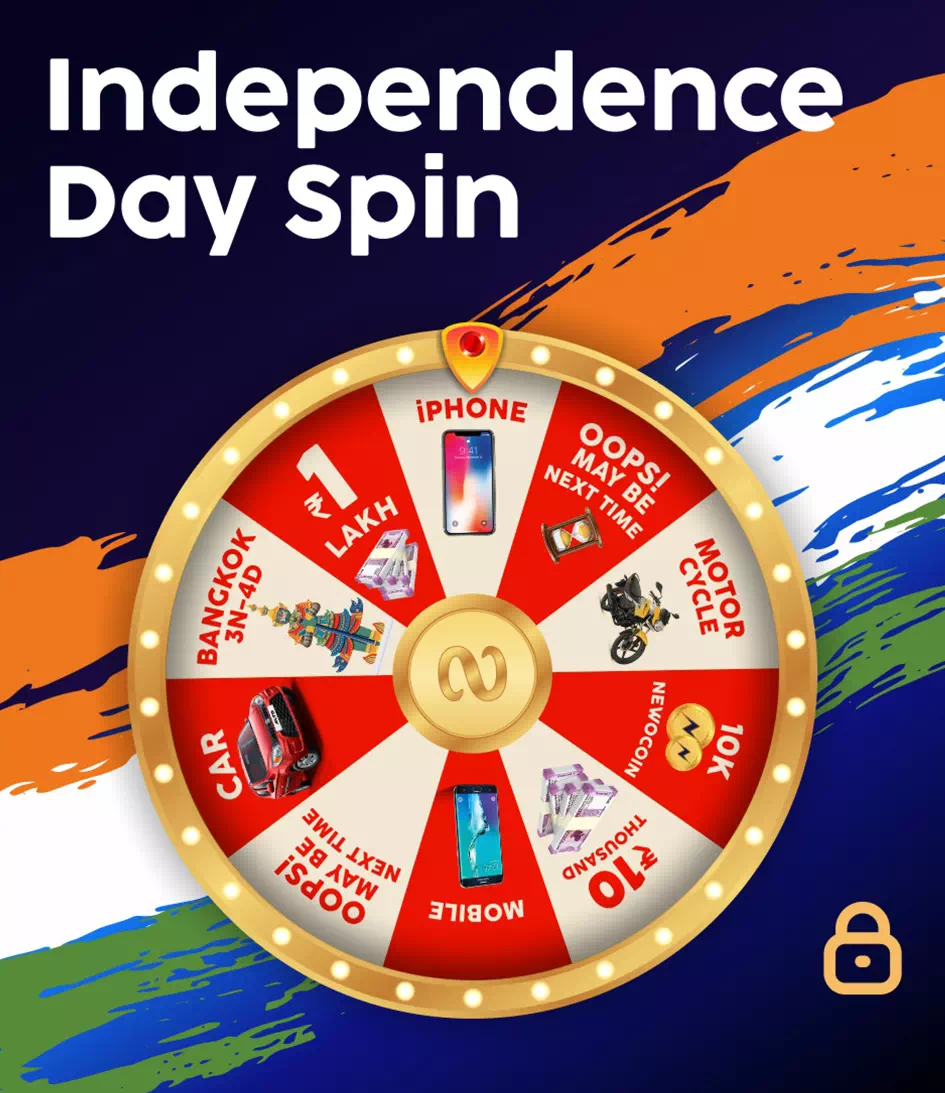 Independence
Day Spin
iPHONE
OOPS!
MAY BE
NEXT TIME
MOTOR
CYCLE
10K
NEWOCOIN
₹10
THOUSAND
MOBILE
OOPS!
MAY BE
NEXT TIME
CAR
BANGKOK
3N-4D
₹1
LAKH